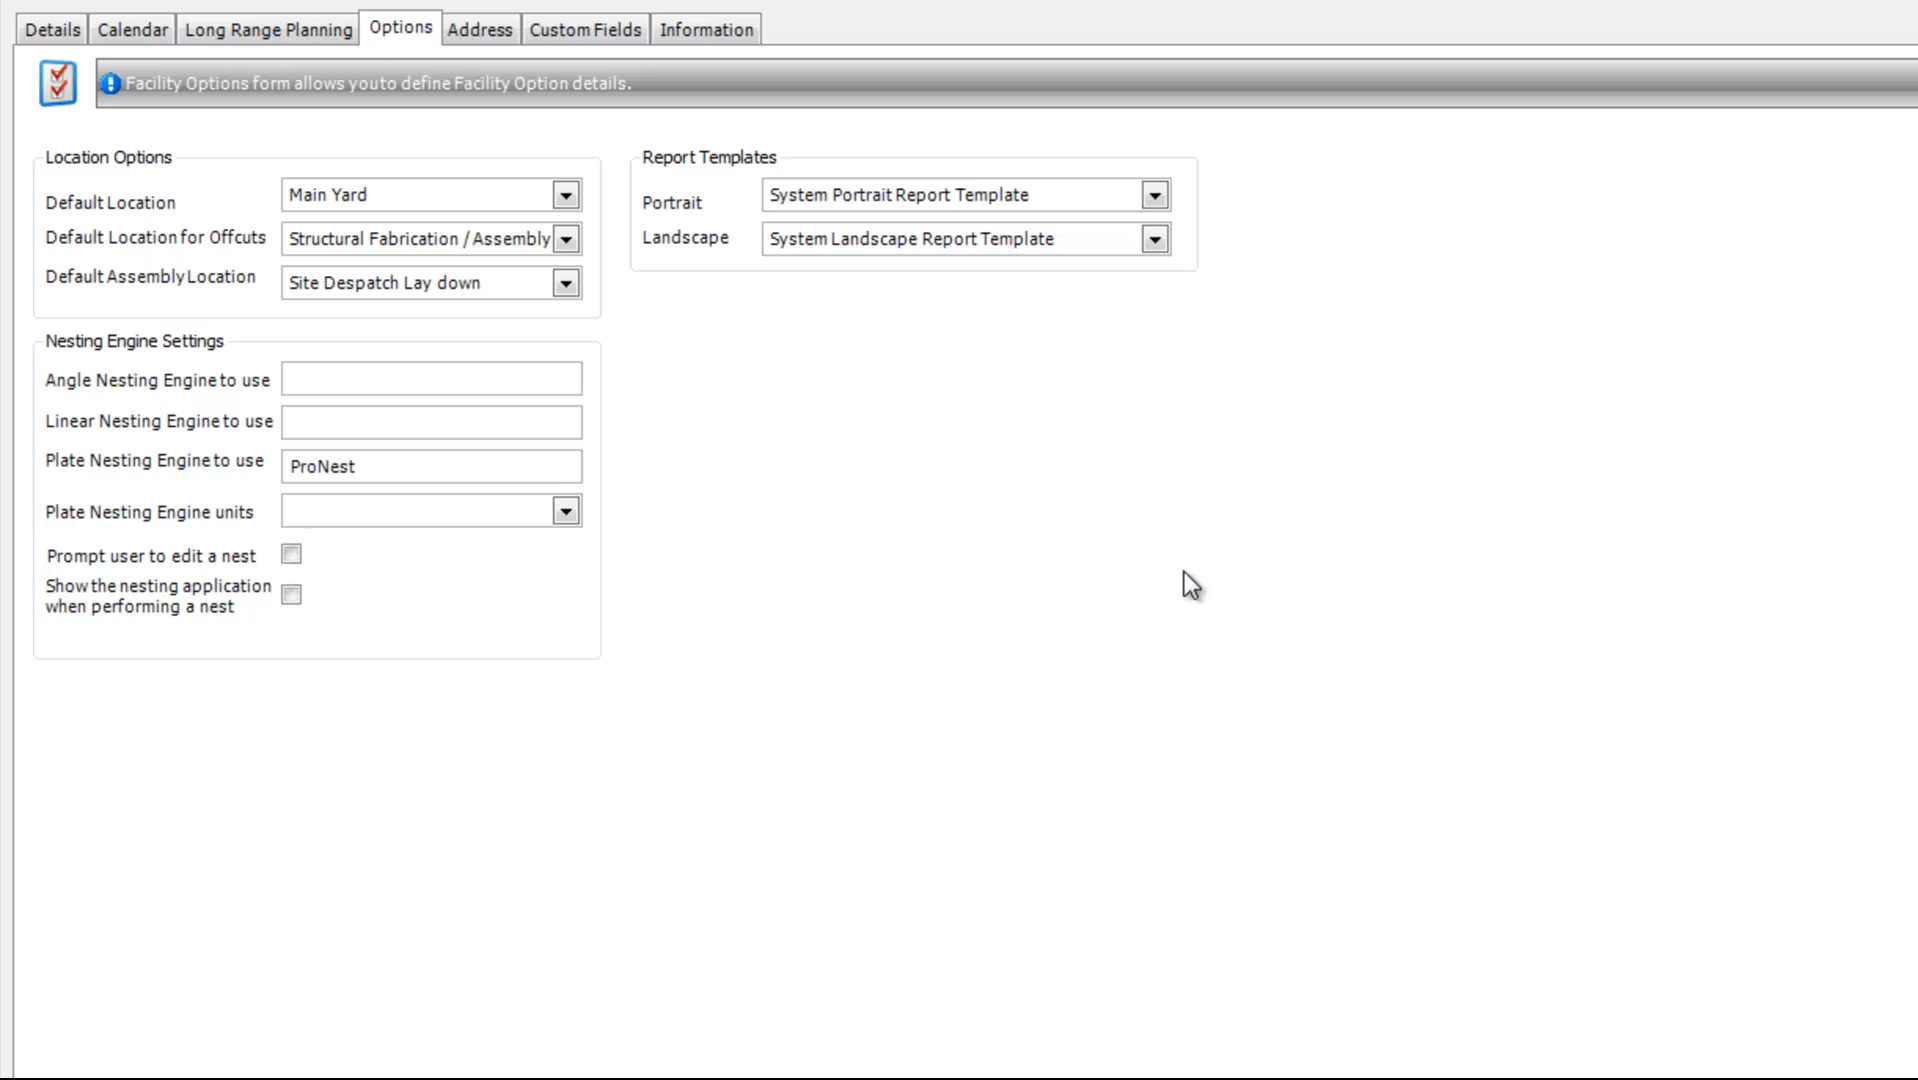 Details Calendar Long Range Planning Options Address Custom Fields Information
Facility Options form allows you to define Facility Option details.
Location Options
Default Location Main Yard
Default Location for Offcuts Structural Fabrication / Assembly
Default Assembly Location Site Despatch Lay down
Report Templates
Portrait System Portrait Report Template
Landscape System Landscape Report Template
Nesting Engine Settings
Angle Nesting Engine to use
Linear Nesting Engine to use
Plate Nesting Engine to use ProNest
Plate Nesting Engine units
Prompt user to edit a nest
Show the nesting application
when performing a nest